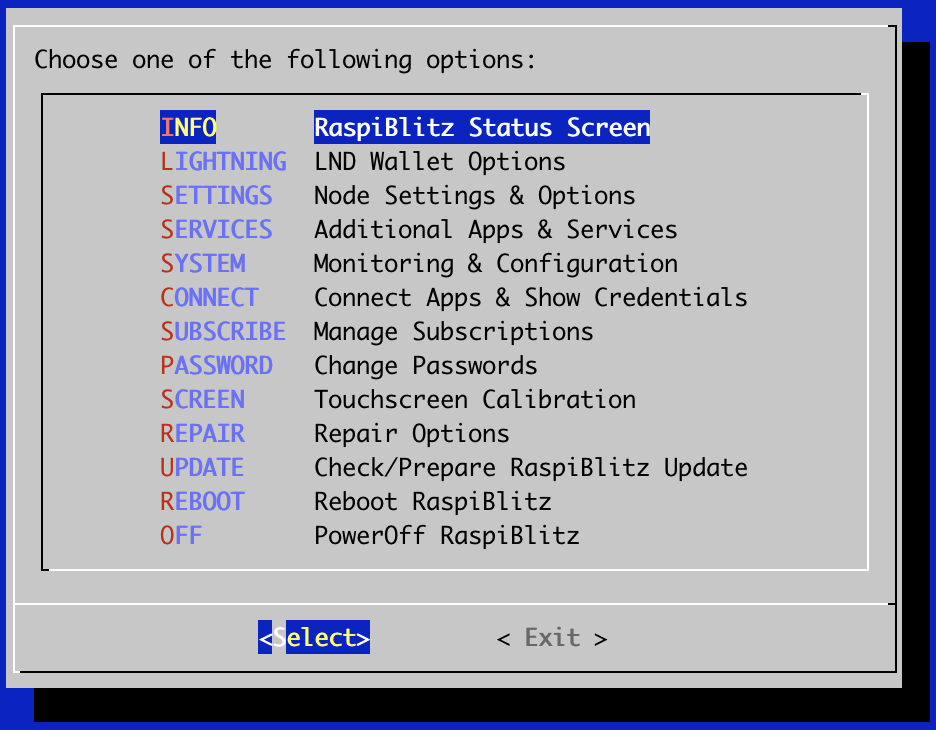 Choose one of the following options:
INFO RaspiBlitz Status Screen
LIGHTNING LND Wallet Options
SETTINGS Node Settings & Options
SERVICES Additional Apps & Services
SYSTEM Monitoring & Configuration
CONNECT Connect Apps & Show Credentials
SUBSCRIBE Manage Subscriptions
PASSWORD Change Passwords
SCREEN Touchscreen Calibration
REPAIR Repair Options
UPDATE Check/Prepare RaspiBlitz Update
REBOOT Reboot RaspiBlitz
OFF PowerOff RaspiBlitz
<Select> < Exit >